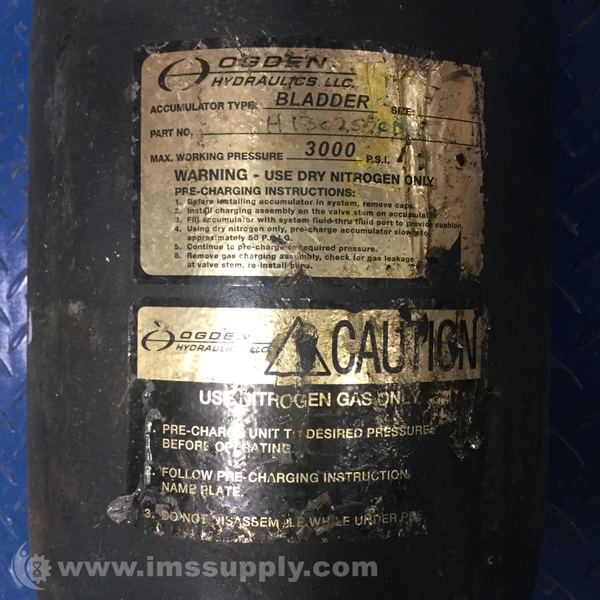 OGDEN
HYDRAULICS LLC.
ACCUMULATOR TYPE: BLADDER SIZE:
PART NO.
MAX. WORKING PRESSURE 3000 P.S.I.
WARNING - USE DRY NITROGEN ONLY
PRE-CHARGING INSTRUCTIONS:
1. Before installing accumulator in system, remove caps.
2. Install charging assembly on the valve stem on accumulator
3. Fill accumulator with system fluid thru fluid port to provide cushion.
4. Using dry nitrogen only, pre-charge accumulator slowly to
approximately 50 P.S.I.G.
5. Continue to pre-charge to required pressure.
6. Remove gas charging assembly, check for gas leakage
at valve stem, re-install caps.
OGDEN
HYDRAULICS LLC
CAUTION
USE NITROGEN GAS ONLY
1. PRE-CHARGE UNIT TO DESIRED PRESSURE
BEFORE OPERATING.
2. FOLLOW PRE-CHARGING INSTRUCTION
NAME PLATE.
3. DO NOT DISASSEMBLE WHILE UNDER
www.imssupply.com